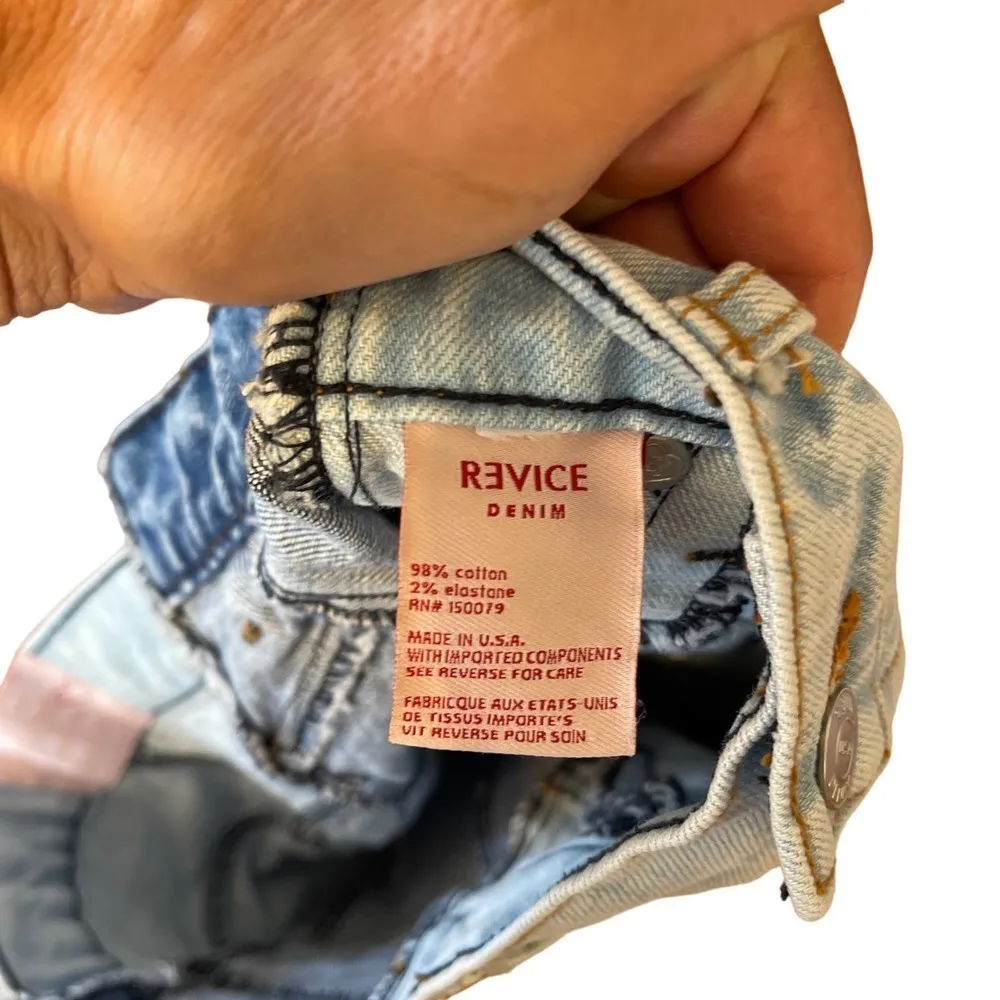 RƎVICE
DENIM
98% cotton
2% elastane
RN# 150079
MADE IN U.S.A.
WITH IMPORTED COMPONENTS
SEE REVERSE FOR CARE
FABRICQUE AUX ETATS-UNIS
DE TISSUS IMPORTE'S
VIT REVERSE POUR SOIN